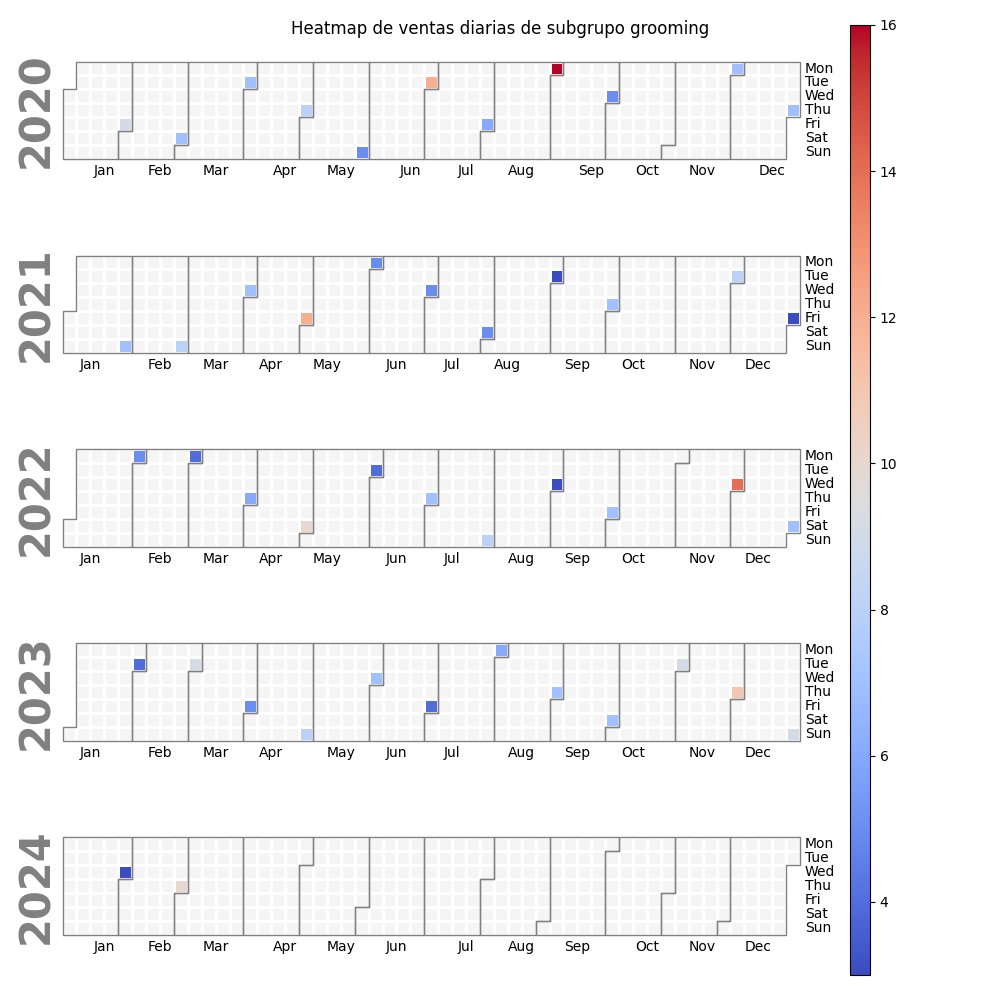 Heatmap de ventas diarias de subgrupo grooming
2020
Mon
Tue
Wed
Thu
Fri
Sat
Sun
Jan Feb Mar Apr May Jun Jul Aug Sep Oct Nov Dec
2021
Mon
Tue
Wed
Thu
Fri
Sat
Sun
Jan Feb Mar Apr May Jun Jul Aug Sep Oct Nov Dec
2022
Mon
Tue
Wed
Thu
Fri
Sat
Sun
Jan Feb Mar Apr May Jun Jul Aug Sep Oct Nov Dec
2023
Mon
Tue
Wed
Thu
Fri
Sat
Sun
Jan Feb Mar Apr May Jun Jul Aug Sep Oct Nov Dec
2024
Mon
Tue
Wed
Thu
Fri
Sat
Sun
Jan Feb Mar Apr May Jun Jul Aug Sep Oct Nov Dec
16
14
12
10
8
6
4